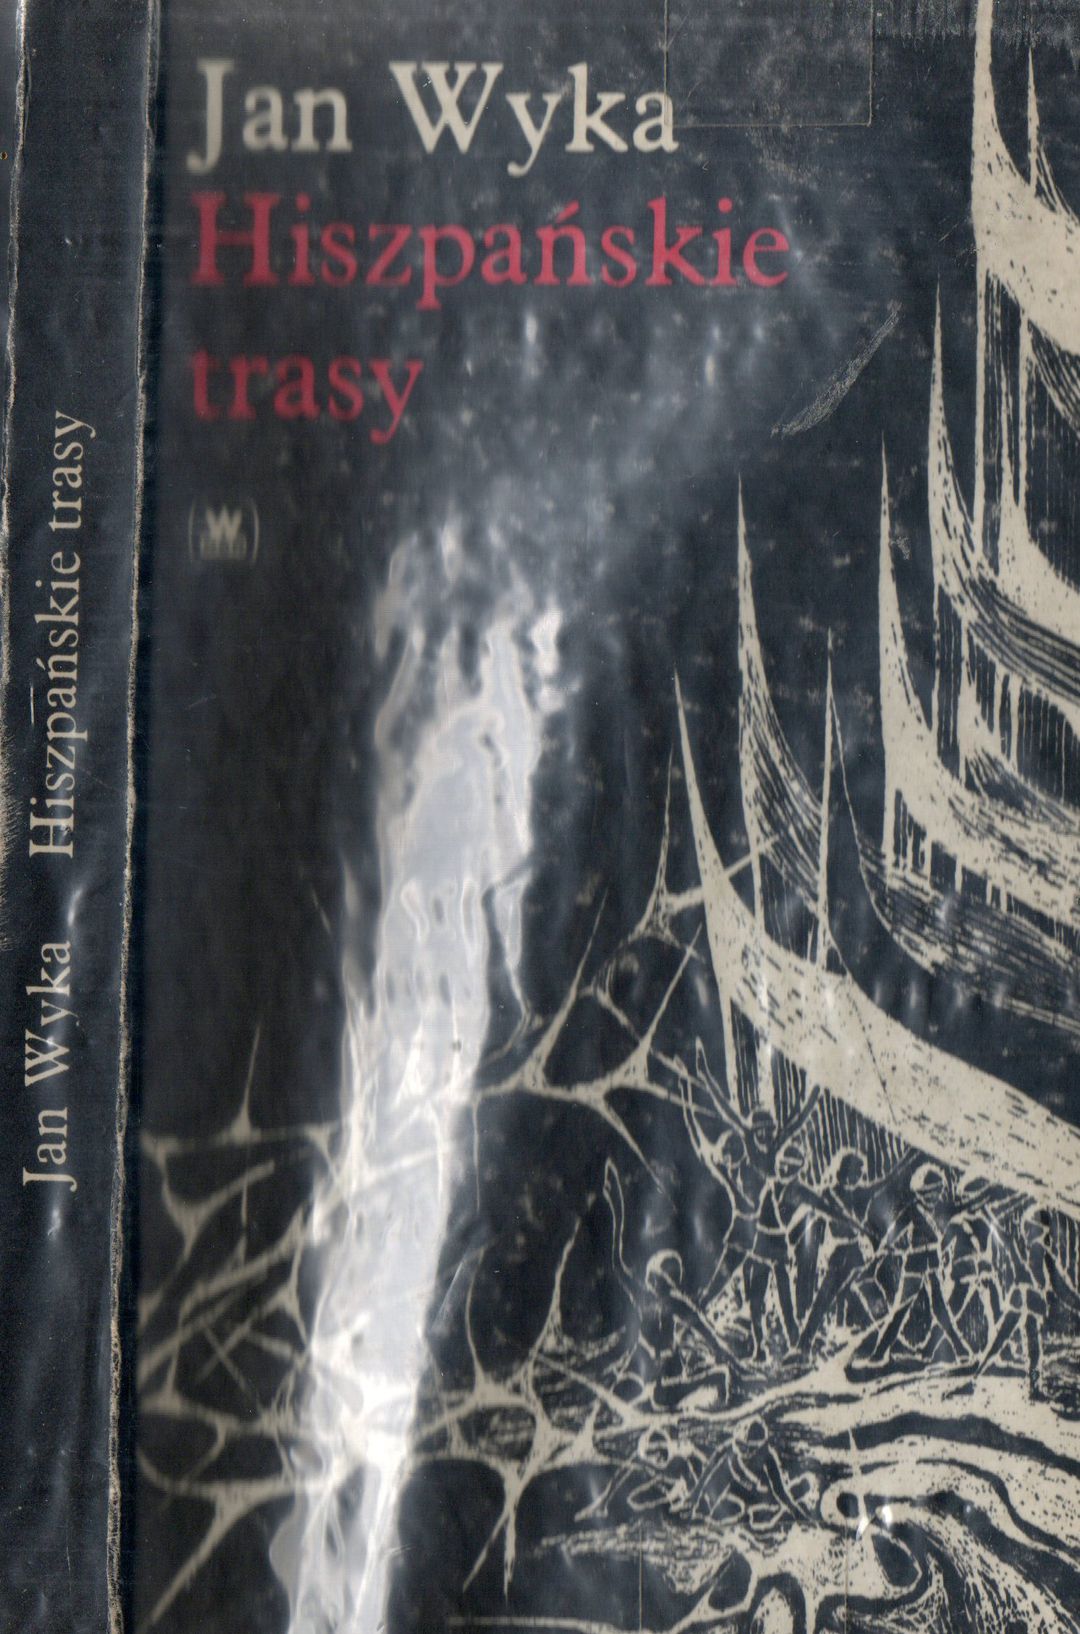 Jan Wyka
Hiszpańskie
trasy
W
Jan Wyka Hiszpańskie trasy